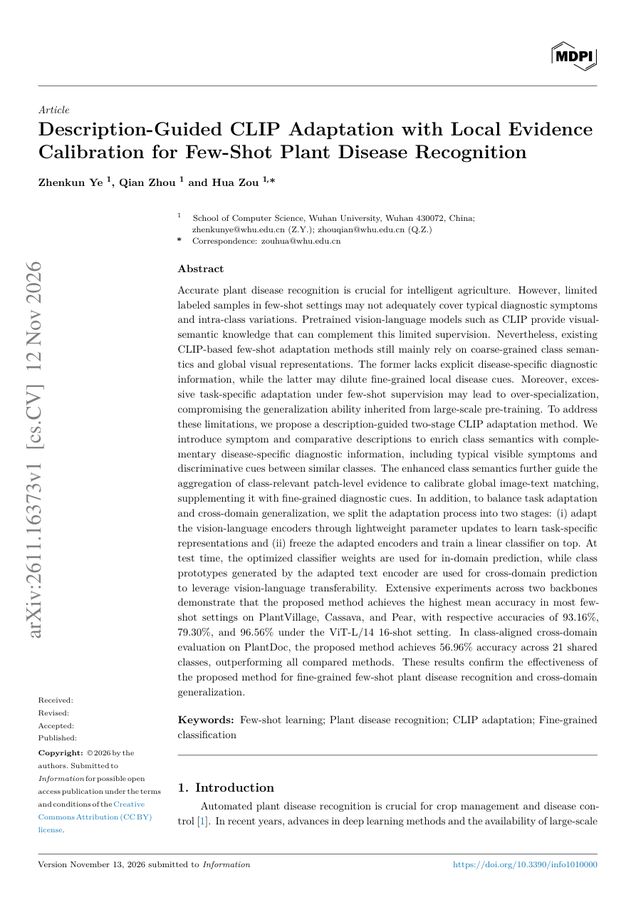 MDPI
Article
Description-Guided CLIP Adaptation with Local Evidence
Calibration for Few-Shot Plant Disease Recognition
Zhenkun Ye 1, Qian Zhou 1 and Hua Zou 1,*
1 School of Computer Science, Wuhan University, Wuhan 430072, China;
zhenkunye@whu.edu.cn (Z.Y.); zhouqian@whu.edu.cn (Q.Z.)
* Correspondence: zouhua@whu.edu.cn
Abstract
Accurate plant disease recognition is crucial for intelligent agriculture. However, limited
labeled samples in few-shot settings may not adequately cover typical diagnostic symptoms
and intra-class variations. Pretrained vision-language models such as CLIP provide visual-
semantic knowledge that can complement this limited supervision. Nevertheless, existing
CLIP-based few-shot adaptation methods still mainly rely on coarse-grained class seman-
tics and global visual representations. The former lacks explicit disease-specific diagnostic
information, while the latter may dilute fine-grained local disease cues. Moreover, exces-
sive task-specific adaptation under few-shot supervision may lead to over-specialization,
compromising the generalization ability inherited from large-scale pre-training. To address
these limitations, we propose a description-guided two-stage CLIP adaptation method. We
introduce symptom and comparative descriptions to enrich class semantics with comple-
mentary disease-specific diagnostic information, including typical visible symptoms and
discriminative cues between similar classes. The enhanced class semantics further guide the
aggregation of class-relevant patch-level evidence to calibrate global image-text matching,
supplementing it with fine-grained diagnostic cues. In addition, to balance task adaptation
and cross-domain generalization, we split the adaptation process into two stages: (i) adapt
the vision-language encoders through lightweight parameter updates to learn task-specific
representations and (ii) freeze the adapted encoders and train a linear classifier on top. At
test time, the optimized classifier weights are used for in-domain prediction, while class
prototypes generated by the adapted text encoder are used for cross-domain prediction
to leverage vision-language transferability. Extensive experiments across two backbones
demonstrate that the proposed method achieves the highest mean accuracy in most few-
shot settings on PlantVillage, Cassava, and Pear, with respective accuracies of 93.16%,
79.30%, and 96.56% under the ViT-L/14 16-shot setting. In class-aligned cross-domain
evaluation on PlantDoc, the proposed method achieves 56.96% accuracy across 21 shared
classes, outperforming all compared methods. These results confirm the effectiveness of
the proposed method for fine-grained few-shot plant disease recognition and cross-domain
generalization.
Keywords: Few-shot learning; Plant disease recognition; CLIP adaptation; Fine-grained
classification
1. Introduction
Automated plant disease recognition is crucial for crop management and disease con-
trol [1]. In recent years, advances in deep learning methods and the availability of large-scale
arXiv:2611.16373v1 [cs.CV] 12 Nov 2026
Received:
Revised:
Accepted:
Published:
Copyright: © 2026 by the
authors. Submitted to
Information for possible open
access publication under the terms
and conditions of the Creative
Commons Attribution (CC BY)
license.
Version November 13, 2026 submitted to Information
https://doi.org/10.3390/info1010000